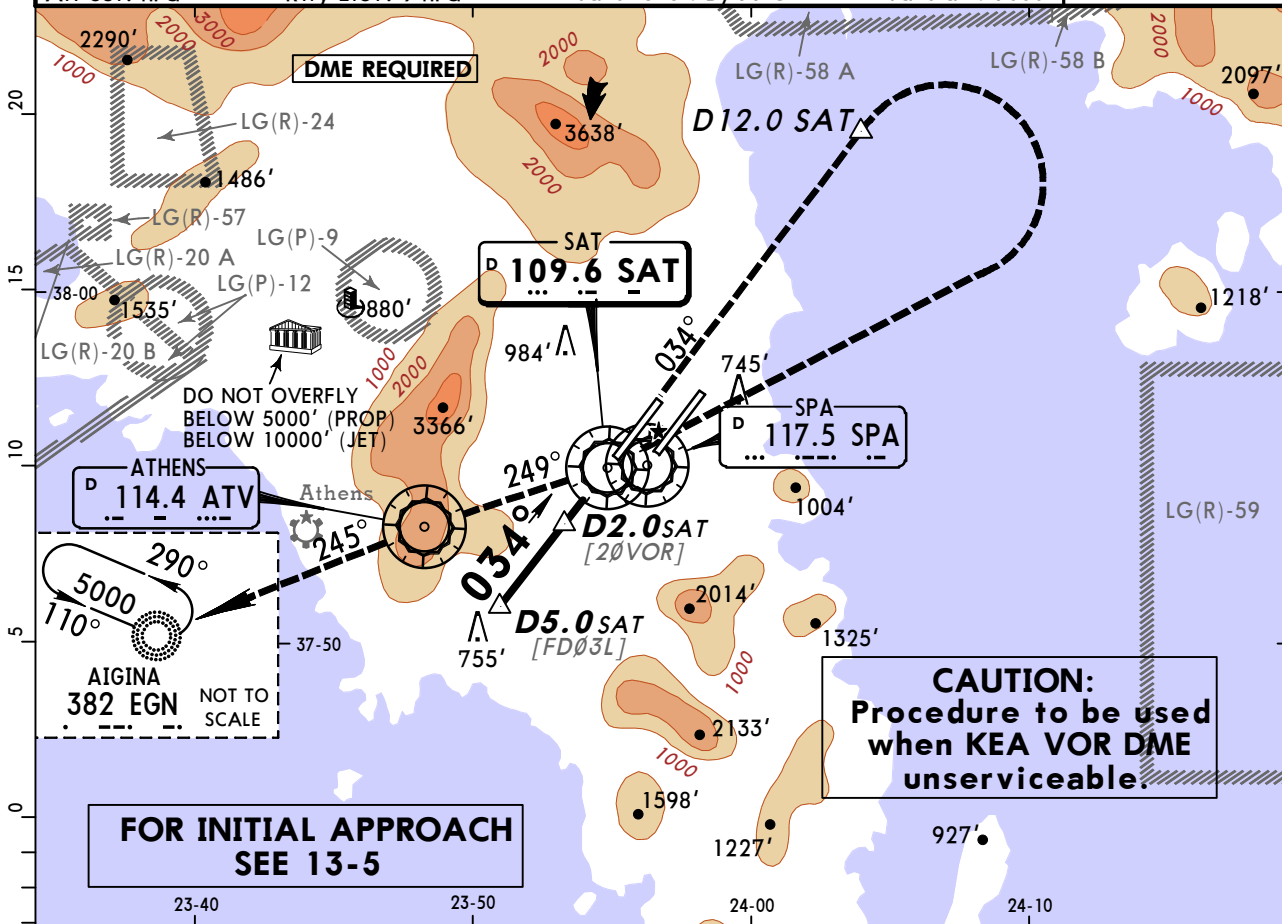 2290'
2000
3000
1000
DME REQUIRED
2000
3638'
2000
LG(R)-58 A
LG(R)-58 B
2000
2097'
1000
20
LG(R)-24
D12.0 SAT
1486'
LG(R)-57
LG(R)-20 A
LG(P)-9
LG(P)-12
SAT
D 109.6 SAT
15
38-00
1535'
880'
1218'
LG(R)-20 B
984'
034°
745'
1000
2000
DO NOT OVERFLY
BELOW 5000' (PROP)
BELOW 10000' (JET)
3366'
SPA
D 117.5 SPA
10
ATHENS
D 114.4 ATV
Athens
249°
1004'
LG(R)-59
245°
034°
D2.0 SAT
[2ØVOR]
290°
5000
110°
2014'
D5.0 SAT
[FDØ3L]
1325'
5
37-50
755'
1000
AIGINA
382 EGN
NOT TO
SCALE
CAUTION:
Procedure to be used
when KEA VOR DME
unserviceable.
2133'
1000
1598'
0
FOR INITIAL APPROACH
SEE 13-5
1227'
927'
23-40
23-50
24-00
24-10